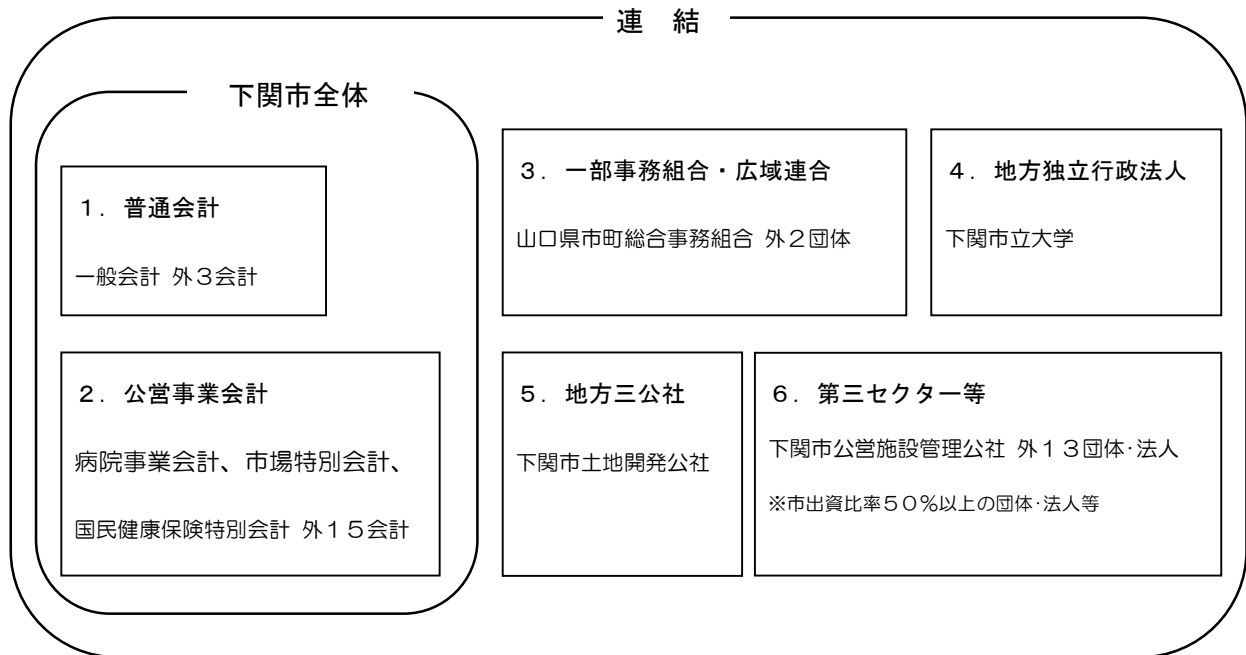 連　結
下関市全体
１．普通会計
一般会計 外３会計
２．公営事業会計
病院事業会計、市場特別会計、
国民健康保険特別会計 外１５会計
３．一部事務組合・広域連合
山口県市町総合事務組合 外２団体
４．地方独立行政法人
下関市立大学
５．地方三公社
下関市土地開発公社
６．第三セクター等
下関市公営施設管理公社 外１３団体・法人
※市出資比率５０％以上の団体・法人等